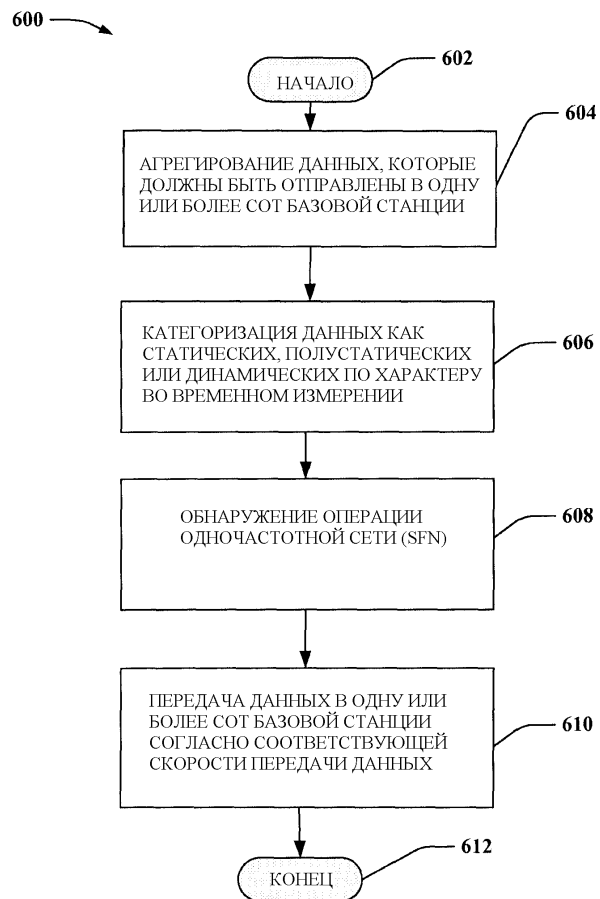 600
602
НАЧАЛО
604
АГРЕГИРОВАНИЕ ДАННЫХ, КОТОРЫЕ
ДОЛЖНЫ БЫТЬ ОТПРАВЛЕНЫ В ОДНУ
ИЛИ БОЛЕЕ СОТ БАЗОВОЙ СТАНЦИИ
КАТЕГОРИЗАЦИЯ ДАННЫХ КАК
СТАТИЧЕСКИХ, ПОЛУСТАТИЧЕСКИХ
ИЛИ ДИНАМИЧЕСКИХ ПО ХАРАКТЕРУ
ВО ВРЕМЕННОМ ИЗМЕРЕНИИ
606
ОБНАРУЖЕНИЕ ОПЕРАЦИИ
ОДНОЧАСТОТНОЙ СЕТИ (SFN)
608
ПЕРЕДАЧА ДАННЫХ В ОДНУ ИЛИ
БОЛЕЕ СОТ БАЗОВОЙ СТАНЦИИ
СОГЛАСНО СООТВЕТСТВУЮЩЕЙ
СКОРОСТИ ПЕРЕДАЧИ ДАННЫХ
610
612
КОНЕЦ